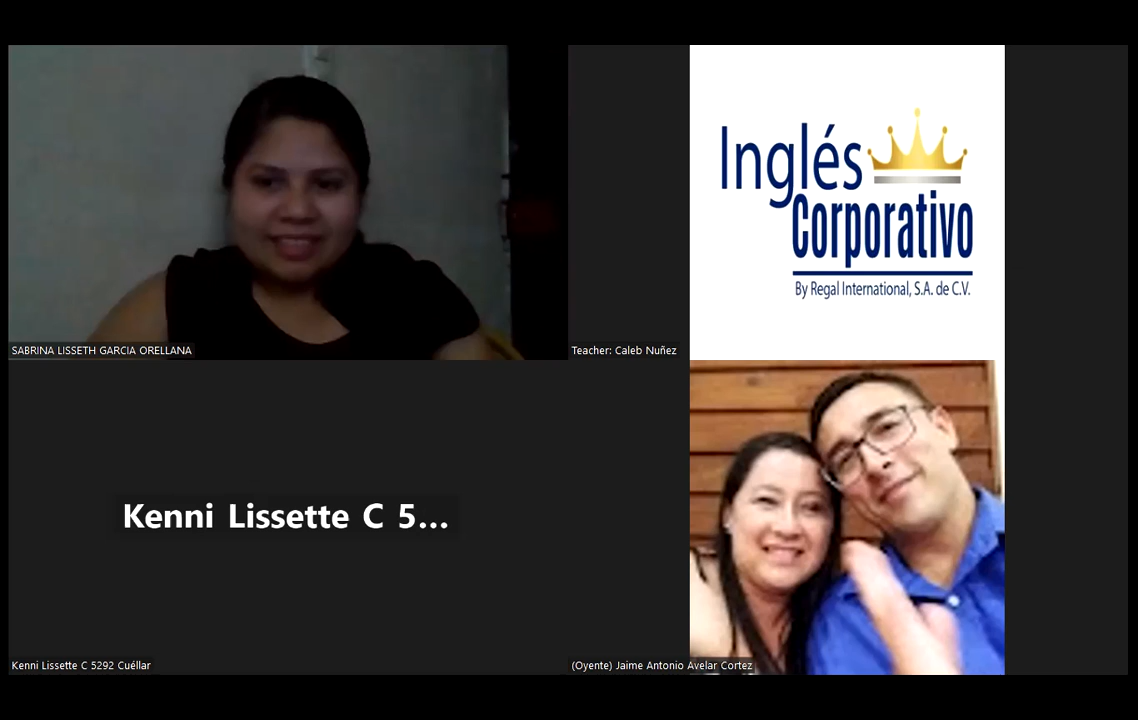 Inglés
Corporativo
By Regal International, S.A. de C.V.
SABRINA LISSETH GARCIA ORELLANA
Teacher: Caleb Nuñez
Kenni Lissette C 5...
Kenni Lissette C 5292 Cuéllar
(Oyente) Jaime Antonio Avelar Cortez